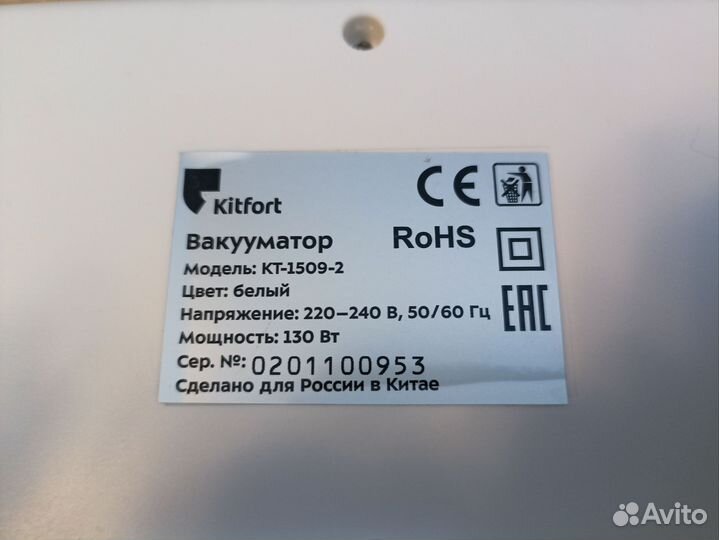 Kitfort
CE
Вакууматор
RoHS
Модель: КТ-1509-2
Цвет: белый
Напряжение: 220–240 В, 50/60 Гц
EAC
Мощность: 130 Вт
Сер. №: 0201100953
Сделано для России в Китае
Avito